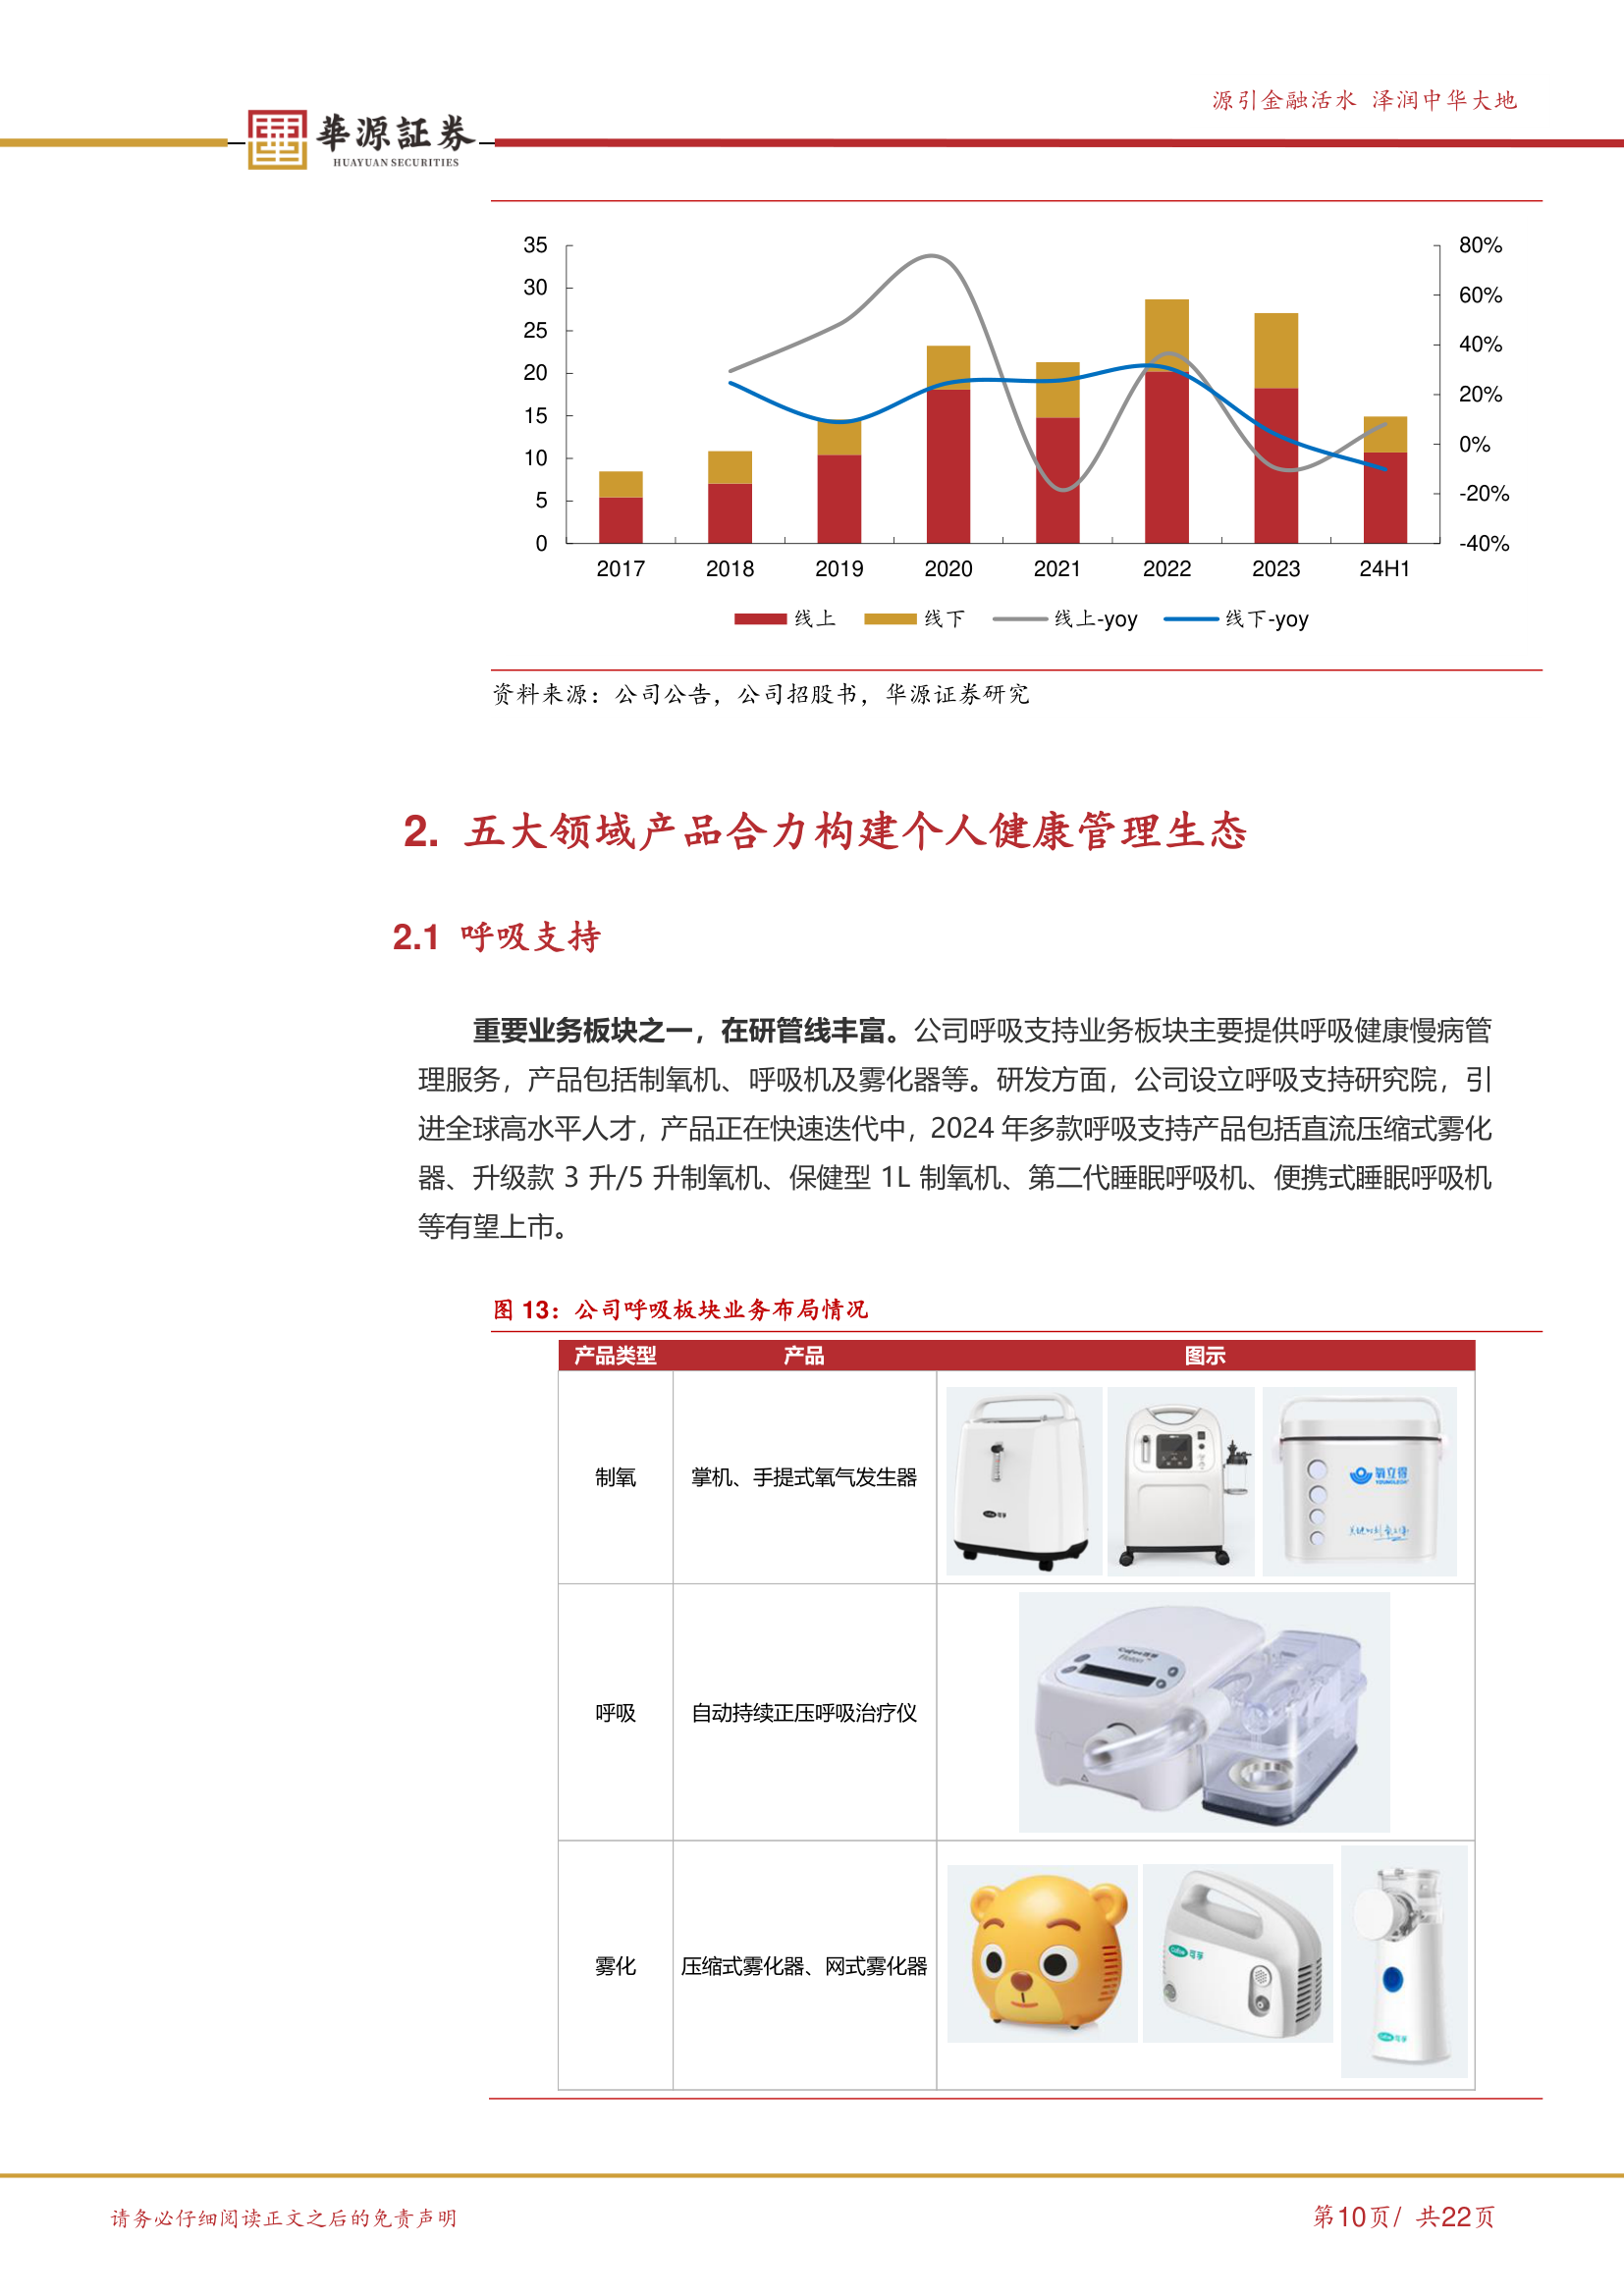 源引金融活水 泽润中华大地
華源証券
HUAYUAN SECURITIES
35
30
25
20
15
10
5
0
80%
60%
40%
20%
0%
-20%
-40%
2017 2018 2019 2020 2021 2022 2023 24H1
线上 线下 线上-yoy 线下-yoy
资料来源：公司公告，公司招股书，华源证券研究
2. 五大领域产品合力构建个人健康管理生态
2.1 呼吸支持
重要业务板块之一，在研管线丰富。公司呼吸支持业务板块主要提供呼吸健康慢病管
理服务，产品包括制氧机、呼吸机及雾化器等。研发方面，公司设立呼吸支持研究院，引
进全球高水平人才，产品正在快速迭代中，2024 年多款呼吸支持产品包括直流压缩式雾化
器、升级款 3 升/5 升制氧机、保健型 1L 制氧机、第二代睡眠呼吸机、便携式睡眠呼吸机
等有望上市。
图 13：公司呼吸板块业务布局情况
产品类型 产品 图示
制氧 掌机、手提式氧气发生器
氧立得
呼吸 自动持续正压呼吸治疗仪
雾化 压缩式雾化器、网式雾化器
Cofoe 可孚
请务必仔细阅读正文之后的免责声明
第10页/ 共22页